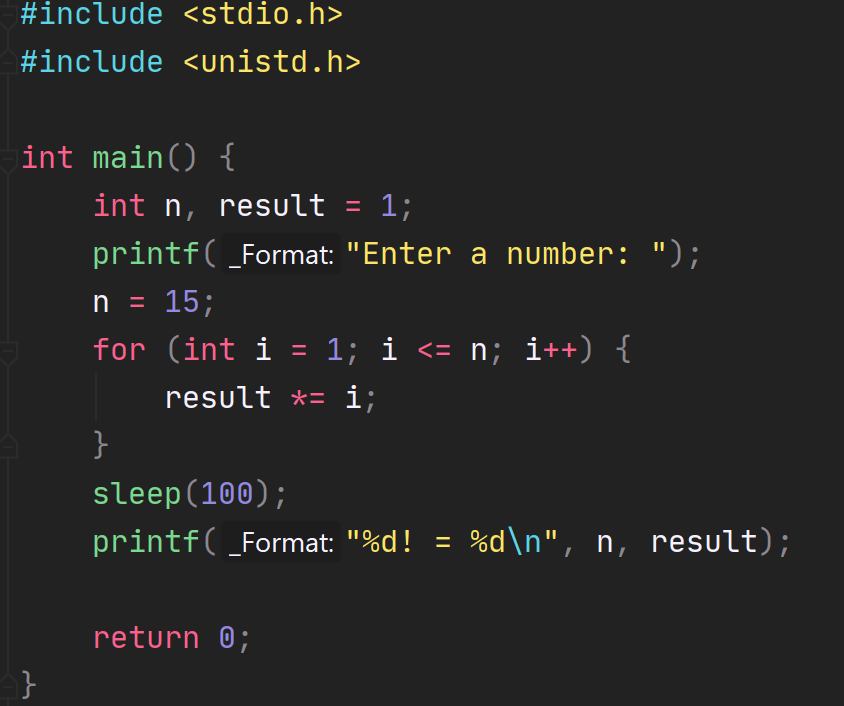 #include <stdio.h>
#include <unistd.h>
int main() {
    int n, result = 1;
    printf( _Format: "Enter a number: ");
    n = 15;
    for (int i = 1; i <= n; i++) {
        result *= i;
    }
    sleep(100);
    printf( _Format: "%d! = %d\n", n, result);
    return 0;
}